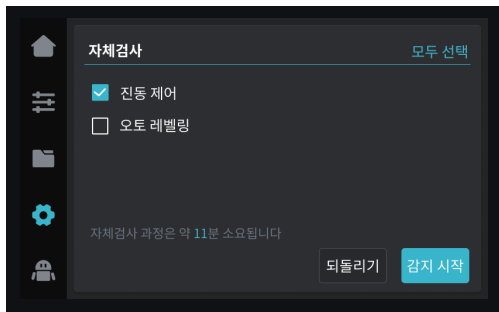 자체검사
모두 선택
진동 제어
오토 레벨링
자체검사 과정은 약 11분 소요됩니다
되돌리기
감지 시작